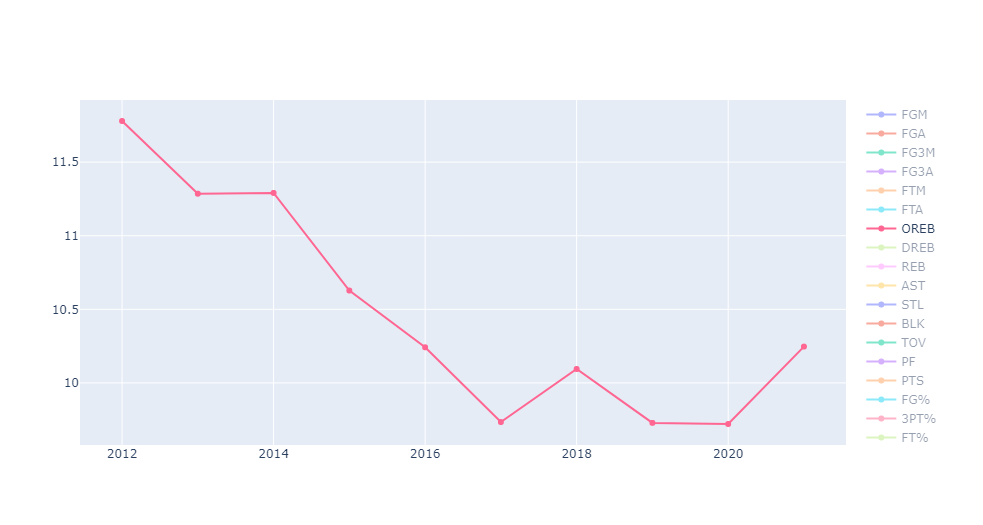 11.5
11
10.5
10
2012
2014
2016
2018
2020
FGM
FGA
FG3M
FG3A
FTM
FTA
OREB
DREB
REB
AST
STL
BLK
TOV
PF
PTS
FG%
3PT%
FT%